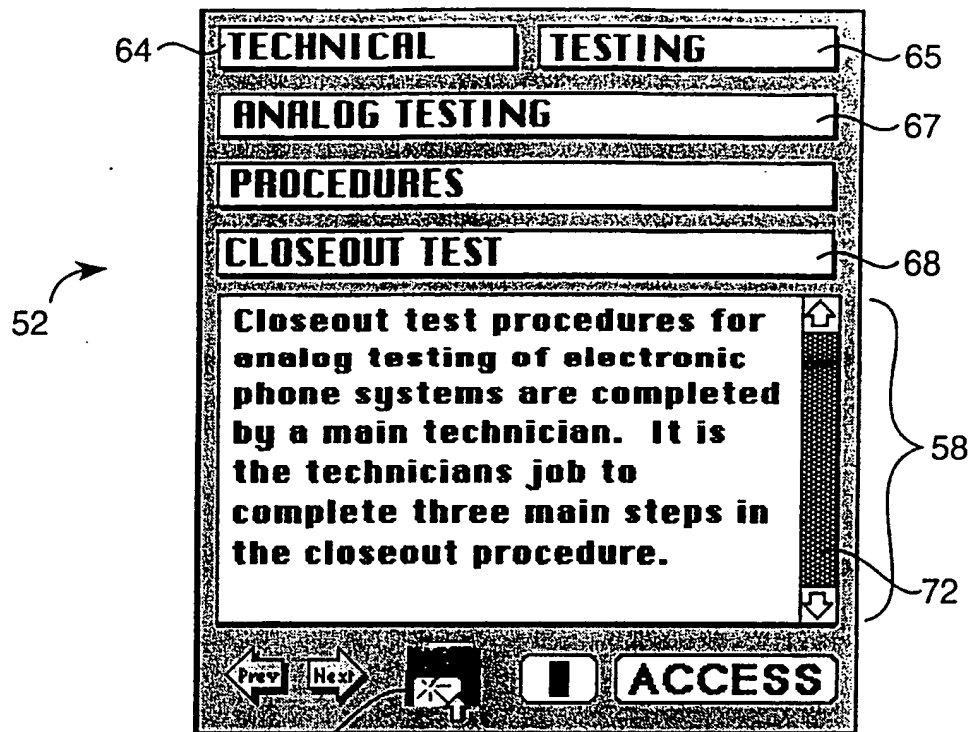 64 TECHNICAL TESTING 65
ANALOG TESTING 67
PROCEDURES
CLOSEOUT TEST 68
52
Closeout test procedures for
analog testing of electronic
phone systems are completed
by a main technician. It is
the technicians job to
complete three main steps in
the closeout procedure.
58
72
Prev Next ACCESS